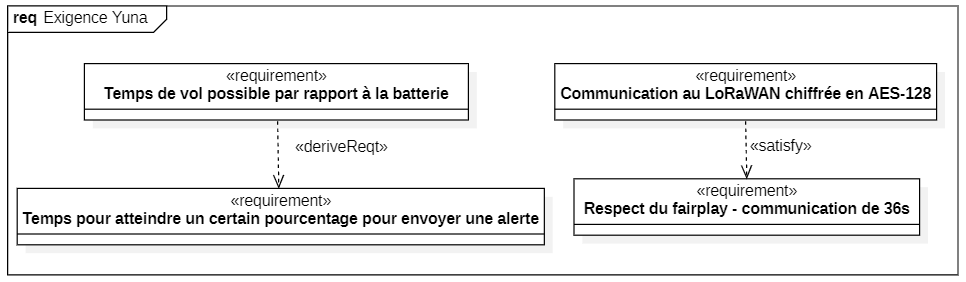 req Exigence Yuna
«requirement»
Temps de vol possible par rapport à la batterie
«deriveReqt»
«requirement»
Temps pour atteindre un certain pourcentage pour envoyer une alerte
«requirement»
Communication au LoRaWAN chiffrée en AES-128
«satisfy»
«requirement»
Respect du fairplay - communication de 36s